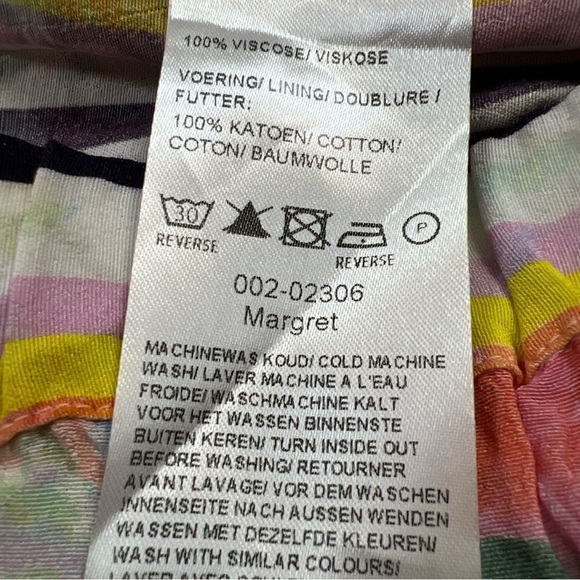 100% VISCOSE/ VISKOSE
VOERING/ LINING/ DOUBLURE /
FUTTER:
100% KATOEN/ COTTON/
COTON/ BAUMWOLLE
30
P
REVERSE
REVERSE
002-02306
Margret
MACHINEWAS KOUD/ COLD MACHINE
WASH/ LAVER MACHINE A L'EAU
FROIDE/ WASCHMACHINE KALT
VOOR HET WASSEN BINNENSTE
BUITEN KEREN/ TURN INSIDE OUT
BEFORE WASHING/ RETOURNER
AVANT LAVAGE/ VOR DEM WASCHEN
INNENSEITE NACH AUSSEN WENDEN
WASSEN MET DEZELFDE KLEUREN/
WASH WITH SIMILAR COLOURS/
LAVER AVEC